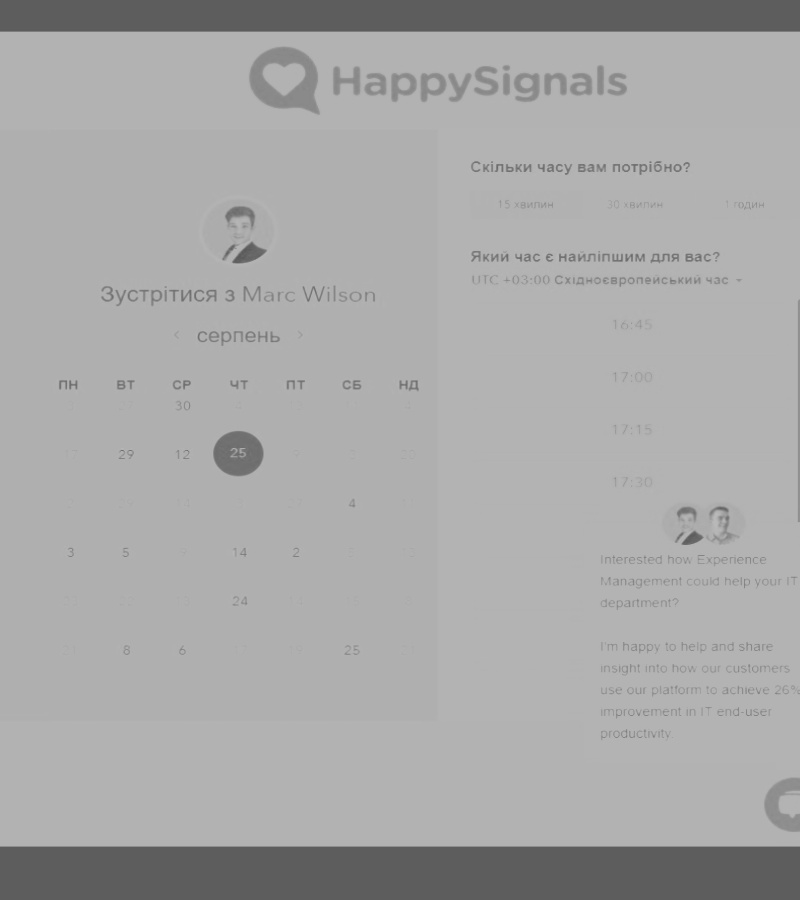 HappySignals
Зустрітися з Marc Wilson
серпень
ПН ВТ СР ЧТ ПТ СБ НД
30
29 12 25
4
3 5 14 2
24
8 6 25
Скільки часу вам потрібно?
15 хвилин 30 хвилин 1 годин
Який час є найліпшим для вас?
UTC +03:00 Східноєвропейський час
16:45
17:00
17:15
17:30
Interested how Experience
Management could help your IT
department?
I'm happy to help and share
insight into how our customers
use our platform to achieve 26%
improvement in IT end-user
productivity.